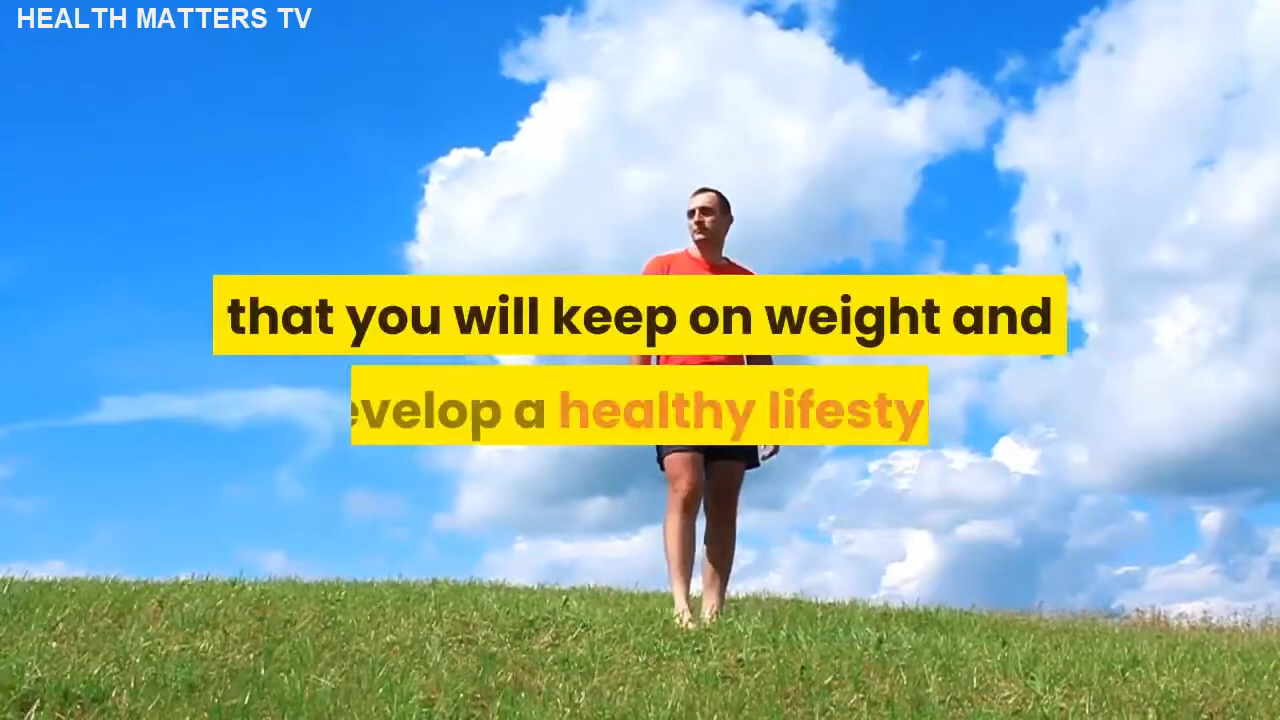 HEALTH MATTERS TV
that you will keep on weight and
evelop a healthy lifesty